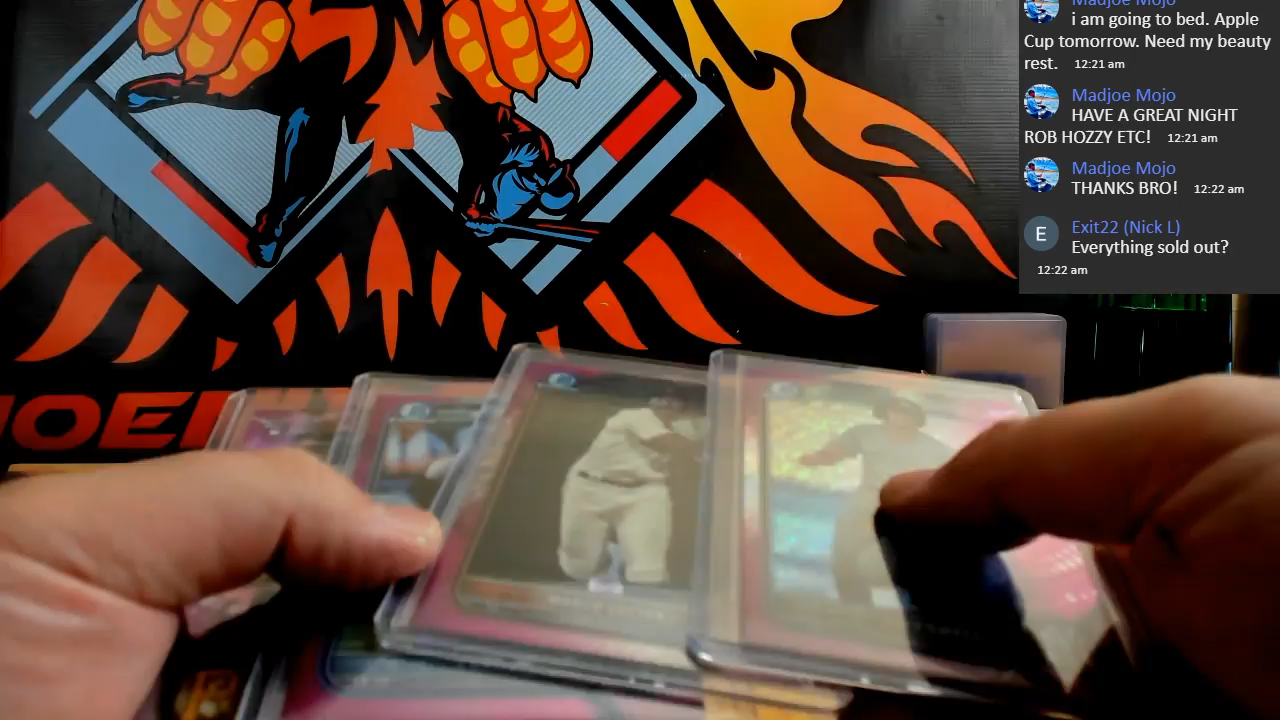 Madjoe Mojo
i am going to bed. Apple
Cup tomorrow. Need my beauty
rest. 12:21 am
Madjoe Mojo
HAVE A GREAT NIGHT
ROB HOZZY ETC! 12:21 am
Madjoe Mojo
THANKS BRO! 12:22 am
E Exit22 (Nick L)
Everything sold out?
12:22 am